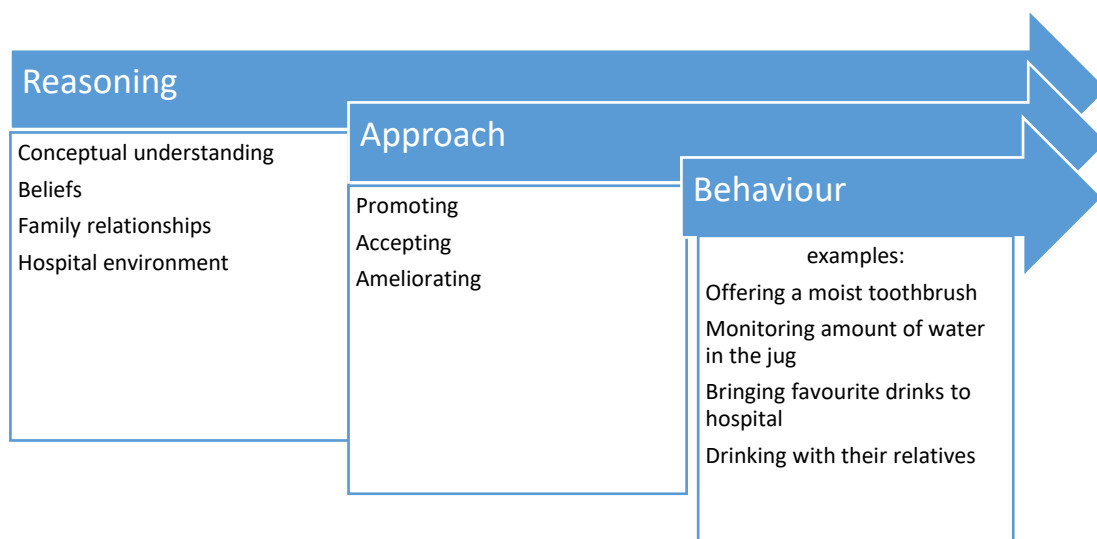 Reasoning
Conceptual understanding
Beliefs
Family relationships
Hospital environment
Approach
Promoting
Accepting
Ameliorating
Behaviour
examples:
Offering a moist toothbrush
Monitoring amount of water
in the jug
Bringing favourite drinks to
hospital
Drinking with their relatives